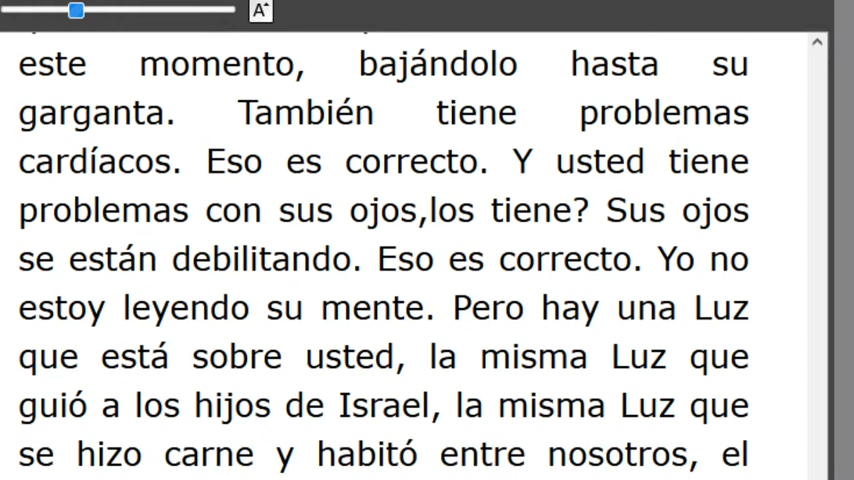 A
este momento, bajándolo hasta su
garganta. También tiene problemas
cardíacos. Eso es correcto. Y usted tiene
problemas con sus ojos,los tiene? Sus ojos
se están debilitando. Eso es correcto. Yo no
estoy leyendo su mente. Pero hay una Luz
que está sobre usted, la misma Luz que
guió a los hijos de Israel, la misma Luz que
se hizo carne y habitó entre nosotros, el